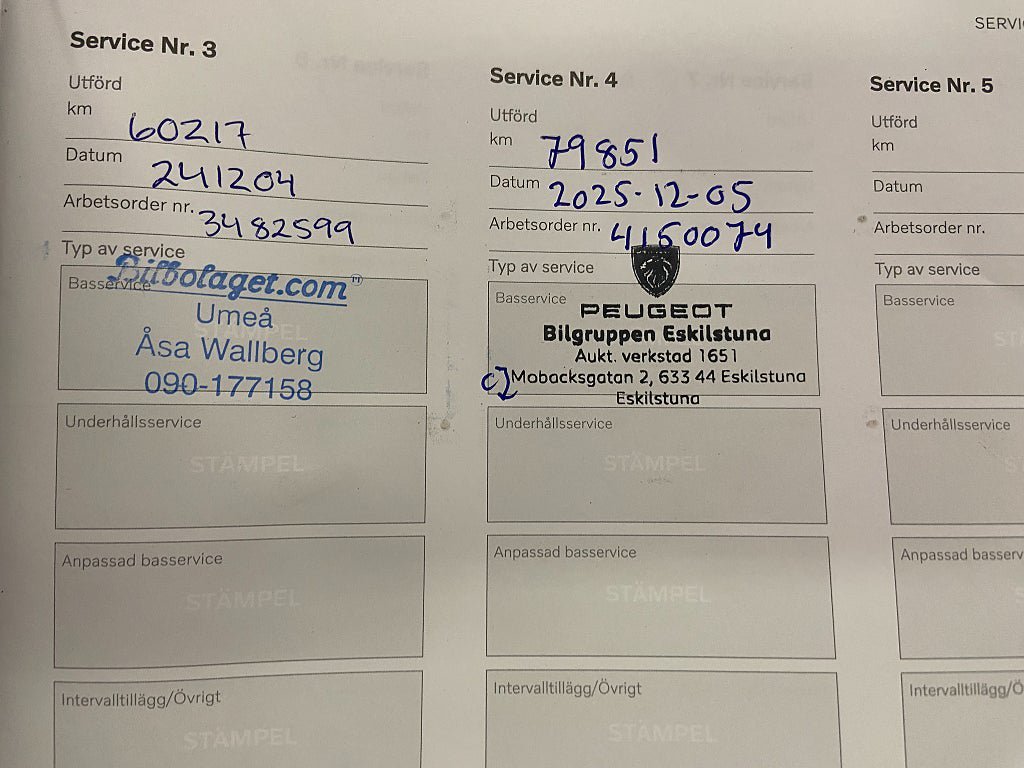 SERVI
Service Nr. 3
Utförd
km 60217
Datum 241204
Arbetsorder nr. 3482599
Typ av service
Basservice
Bilbolaget.com
Umeå
Åsa Wallberg
090-177158
STÄMPEL
Underhållsservice
STÄMPEL
Anpassad basservice
STÄMPEL
Intervalltillägg/Övrigt
STÄMPEL
Service Nr. 4
Utförd
km 79851
Datum 2025-12-05
Arbetsorder nr. 4150074
Typ av service
Basservice
PEUGEOT
Bilgruppen Eskilstuna
Aukt. verkstad 1651
Mobacksgatan 2, 633 44 Eskilstuna
Eskilstuna
Underhållsservice
STÄMPEL
Anpassad basservice
STÄMPEL
Intervalltillägg/Övrigt
STÄMPEL
Service Nr. 5
Utförd
km
Datum
Arbetsorder nr.
Typ av service
Basservice
ST
Underhållsservice
S
Anpassad basserv
Intervalltillägg/Ö